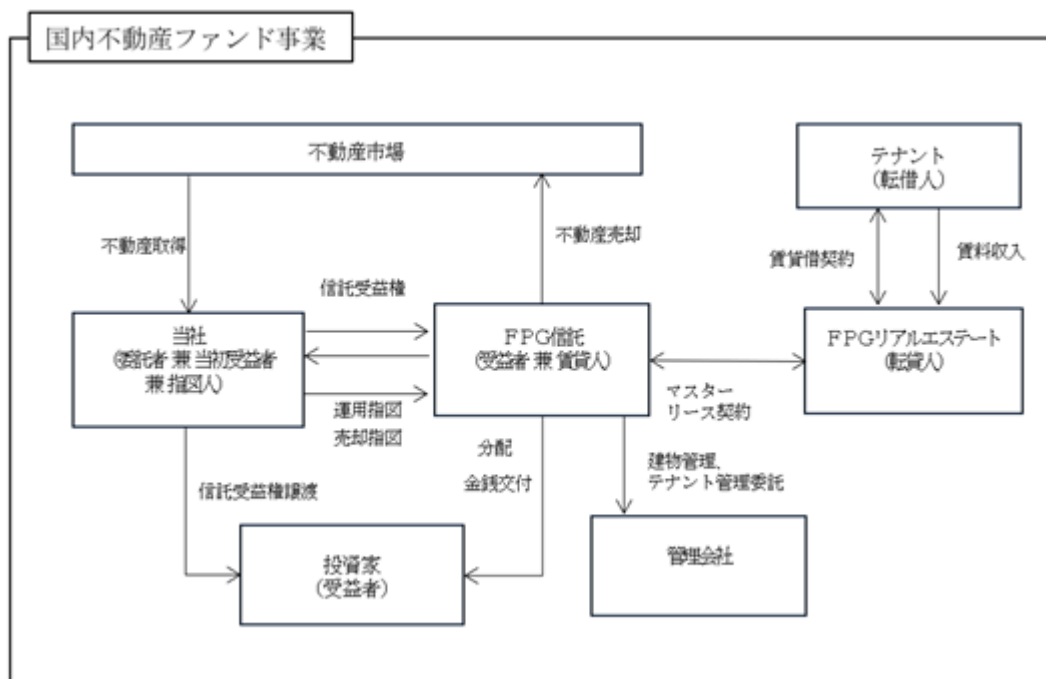 国内不動産ファンド事業
不動産市場
テナント
(転借人)
不動産取得
不動産売却
賃貸借契約
賃料収入
信託受益権
当社
(委託者 兼 当初受益者
兼 指図人)
FPG信託
(受益者 兼 賃貸人)
FPGリアルエステート
(転貸人)
マスター
リース契約
運用指図
売却指図
分配
金銭交付
建物管理、
テナント管理委託
信託受益権譲渡
投資家
(受益者)
管理会社